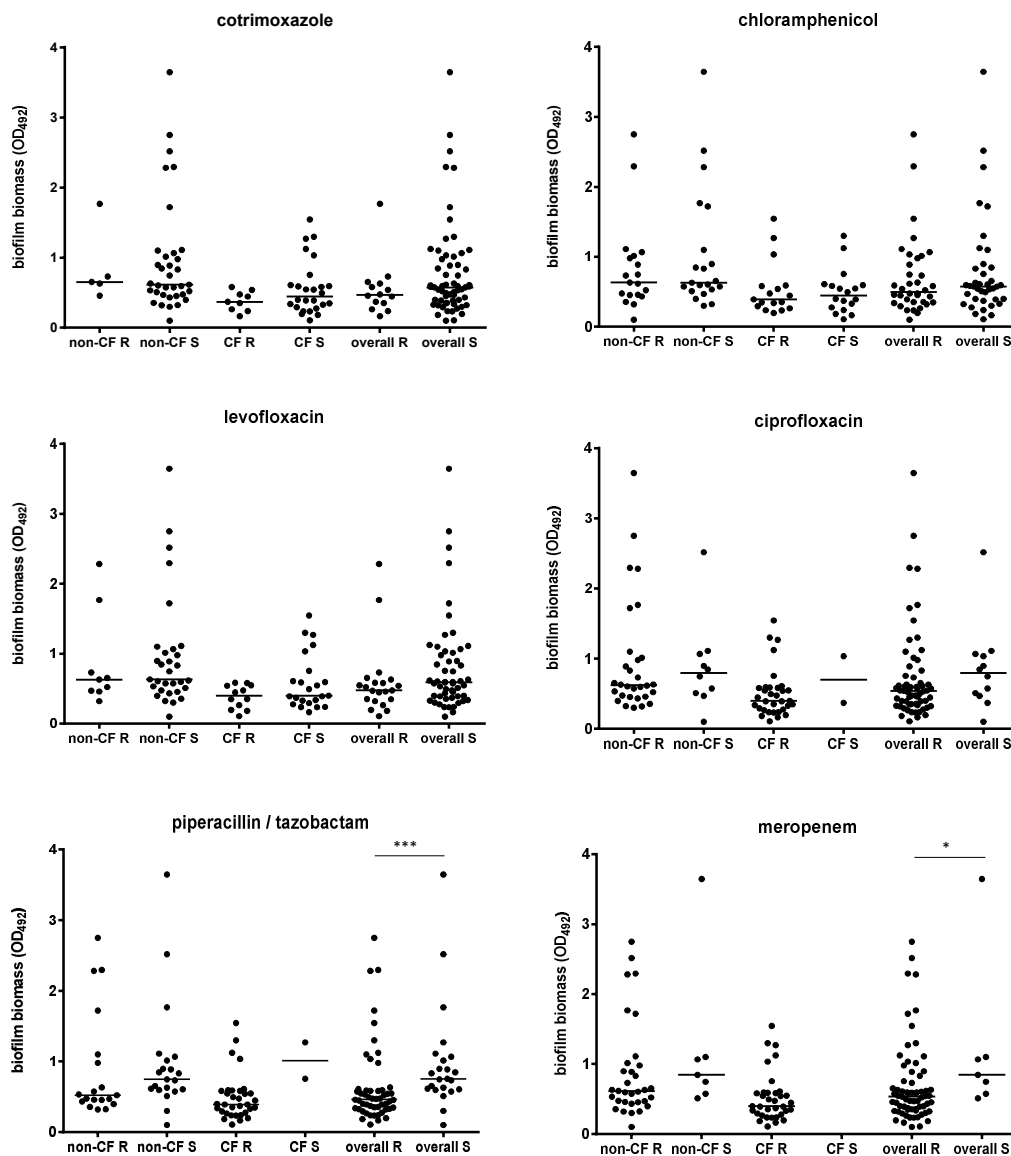 cotrimoxazole
biofilm biomass (OD492)
4
3
2
1
0
non-CF R non-CF S CF R CF S overall R overall S
chloramphenicol
biofilm biomass (OD492)
4
3
2
1
0
non-CF R non-CF S CF R CF S overall R overall S
levofloxacin
biofilm biomass (OD492)
4
3
2
1
0
non-CF R non-CF S CF R CF S overall R overall S
ciprofloxacin
biofilm biomass (OD492)
4
3
2
1
0
non-CF R non-CF S CF R CF S overall R overall S
piperacillin / tazobactam
***
biofilm biomass (OD492)
4
3
2
1
0
non-CF R non-CF S CF R CF S overall R overall S
meropenem
*
biofilm biomass (OD492)
4
3
2
1
0
non-CF R non-CF S CF R CF S overall R overall S